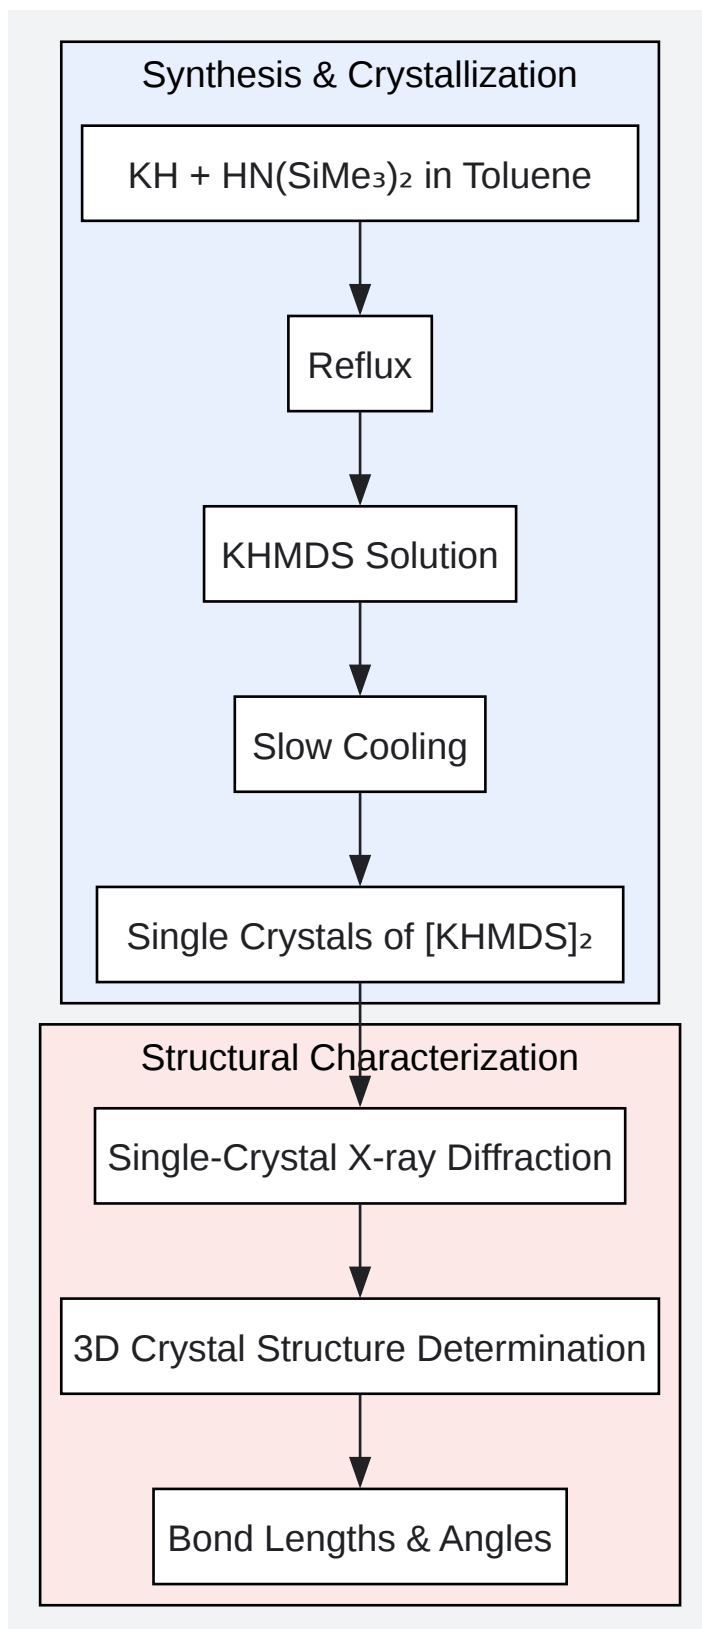 Synthesis & Crystallization
KH + HN(SiMe₃)₂ in Toluene
Reflux
KHMDS Solution
Slow Cooling
Single Crystals of [KHMDS]₂
Structural Characterization
Single-Crystal X-ray Diffraction
3D Crystal Structure Determination
Bond Lengths & Angles